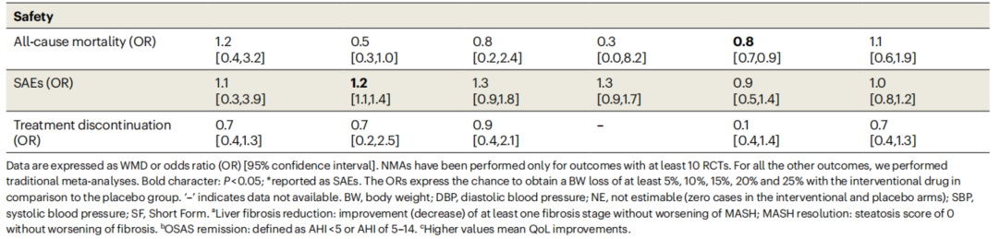 Safety
All-cause mortality (OR) 1.2 0.5 0.8 0.3 0.8 1.1
[0.4,3.2] [0.3,1.0] [0.2,2.4] [0.0,8.2] [0.7,0.9] [0.6,1.9]
SAEs (OR) 1.1 1.2 1.3 1.3 0.9 1.0
[0.3,3.9] [1.1,1.4] [0.9,1.8] [0.9,1.7] [0.5,1.4] [0.8,1.2]
Treatment discontinuation 0.7 0.7 0.9 – 0.1 0.7
(OR) [0.4,1.3] [0.2,2.5] [0.4,2.1] [0.4,1.4] [0.4,1.3]
Data are expressed as WMD or odds ratio (OR) [95% confidence interval]. NMAs have been performed only for outcomes with at least 10 RCTs. For all the other outcomes, we performed
traditional meta-analyses. Bold character: P<0.05; *reported as SAEs. The ORs express the chance to obtain a BW loss of at least 5%, 10%, 15%, 20% and 25% with the interventional drug in
comparison to the placebo group. ‘–’ indicates data not available. BW, body weight; DBP, diastolic blood pressure; NE, not estimable (zero cases in the interventional and placebo arms); SBP,
systolic blood pressure; SF, Short Form. ᵃLiver fibrosis reduction: improvement (decrease) of at least one fibrosis stage without worsening of MASH; MASH resolution: steatosis score of 0
without worsening of fibrosis. ᵇOSAS remission: defined as AHI<5 or AHI of 5–14. ᶜHigher values mean QoL improvements.